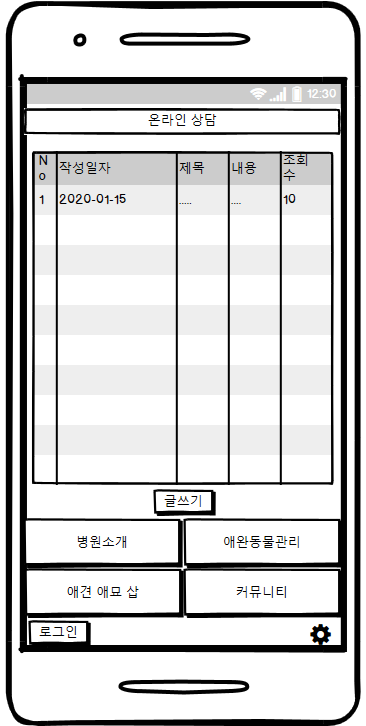 12:30
온라인 상담
No 작성일자 제목 내용 조회수
1 2020-01-15 ..... .... 10
글쓰기
병원소개 애완동물관리
애견 애묘 샵
커뮤니티
로그인